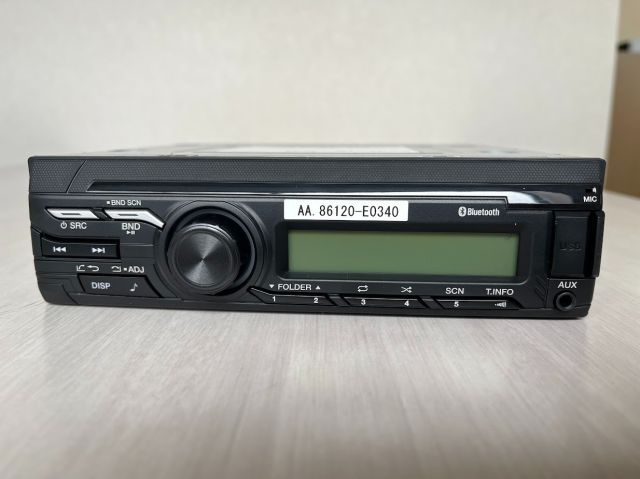 BND SCN
SRC
BND
AA. 86120-E0340
Bluetooth
MIC
USB
ADJ
DISP
FOLDER
SCN
T.INFO
AUX
1
2
3
4
5